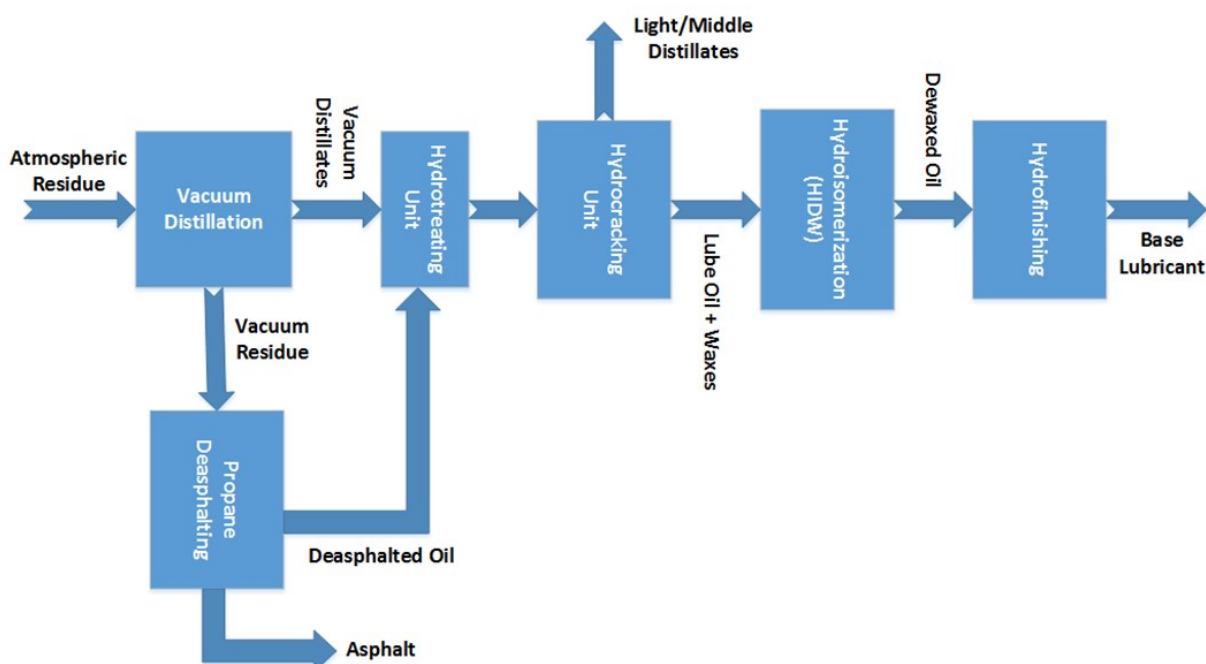 Light/Middle
Distillates
Atmospheric
Residue
Vacuum
Distillation
Vacuum
Distillates
Hydrotreating
Unit
Hydrocracking
Unit
Lube Oil + Waxes
Hydroisomerization
(HIDW)
Dewaxed Oil
Hydrofinishing
Base
Lubricant
Vacuum
Residue
Propane
Deasphalting
Deasphalted Oil
Asphalt